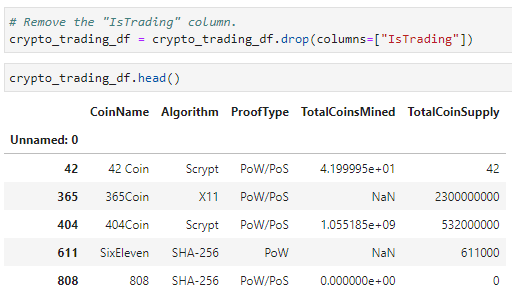 # Remove the "IsTrading" column.
crypto_trading_df = crypto_trading_df.drop(columns=["IsTrading"])
crypto_trading_df.head()
CoinName Algorithm ProofType TotalCoinsMined TotalCoinSupply
Unnamed: 0
42 42 Coin Scrypt PoW/PoS 4.199995e+01 42
365 365Coin X11 PoW/PoS NaN 2300000000
404 404Coin Scrypt PoW/PoS 1.055185e+09 532000000
611 SixEleven SHA-256 PoW NaN 611000
808 808 SHA-256 PoW/PoS 0.000000e+00 0